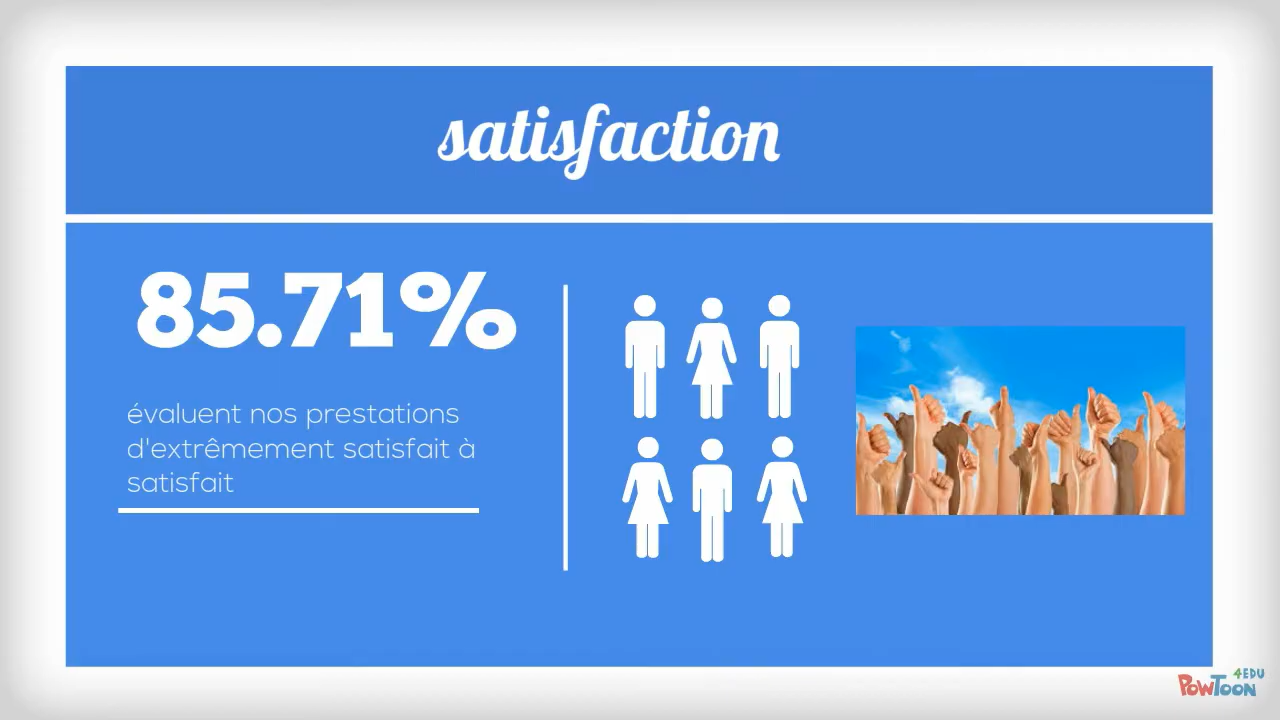 satisfaction
85.71%
évaluent nos prestations
d'extrêmement satisfait à
satisfait
4EDU
POWTOON